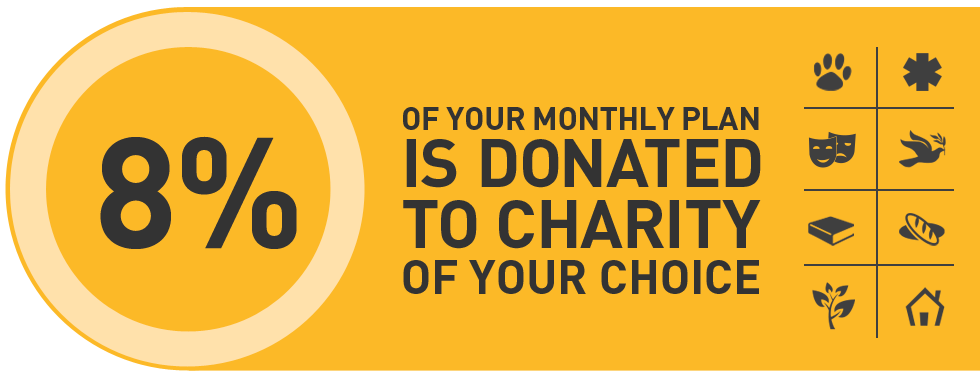 8%
OF YOUR MONTHLY PLAN
IS DONATED
TO CHARITY
OF YOUR CHOICE